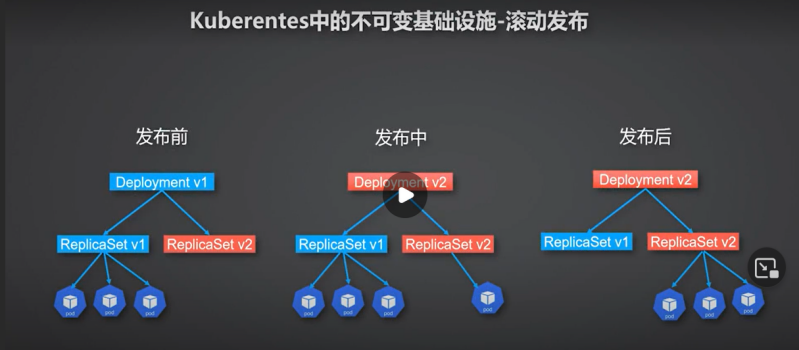 Kuberentes中的不可变基础设施-滚动发布
发布前
发布中
发布后
Deployment v1
Deployment v2
Deployment v2
ReplicaSet v1
ReplicaSet v2
ReplicaSet v1
ReplicaSet v2
ReplicaSet v1
ReplicaSet v2
pod
pod
pod
pod
pod
pod
pod
pod
pod
pod